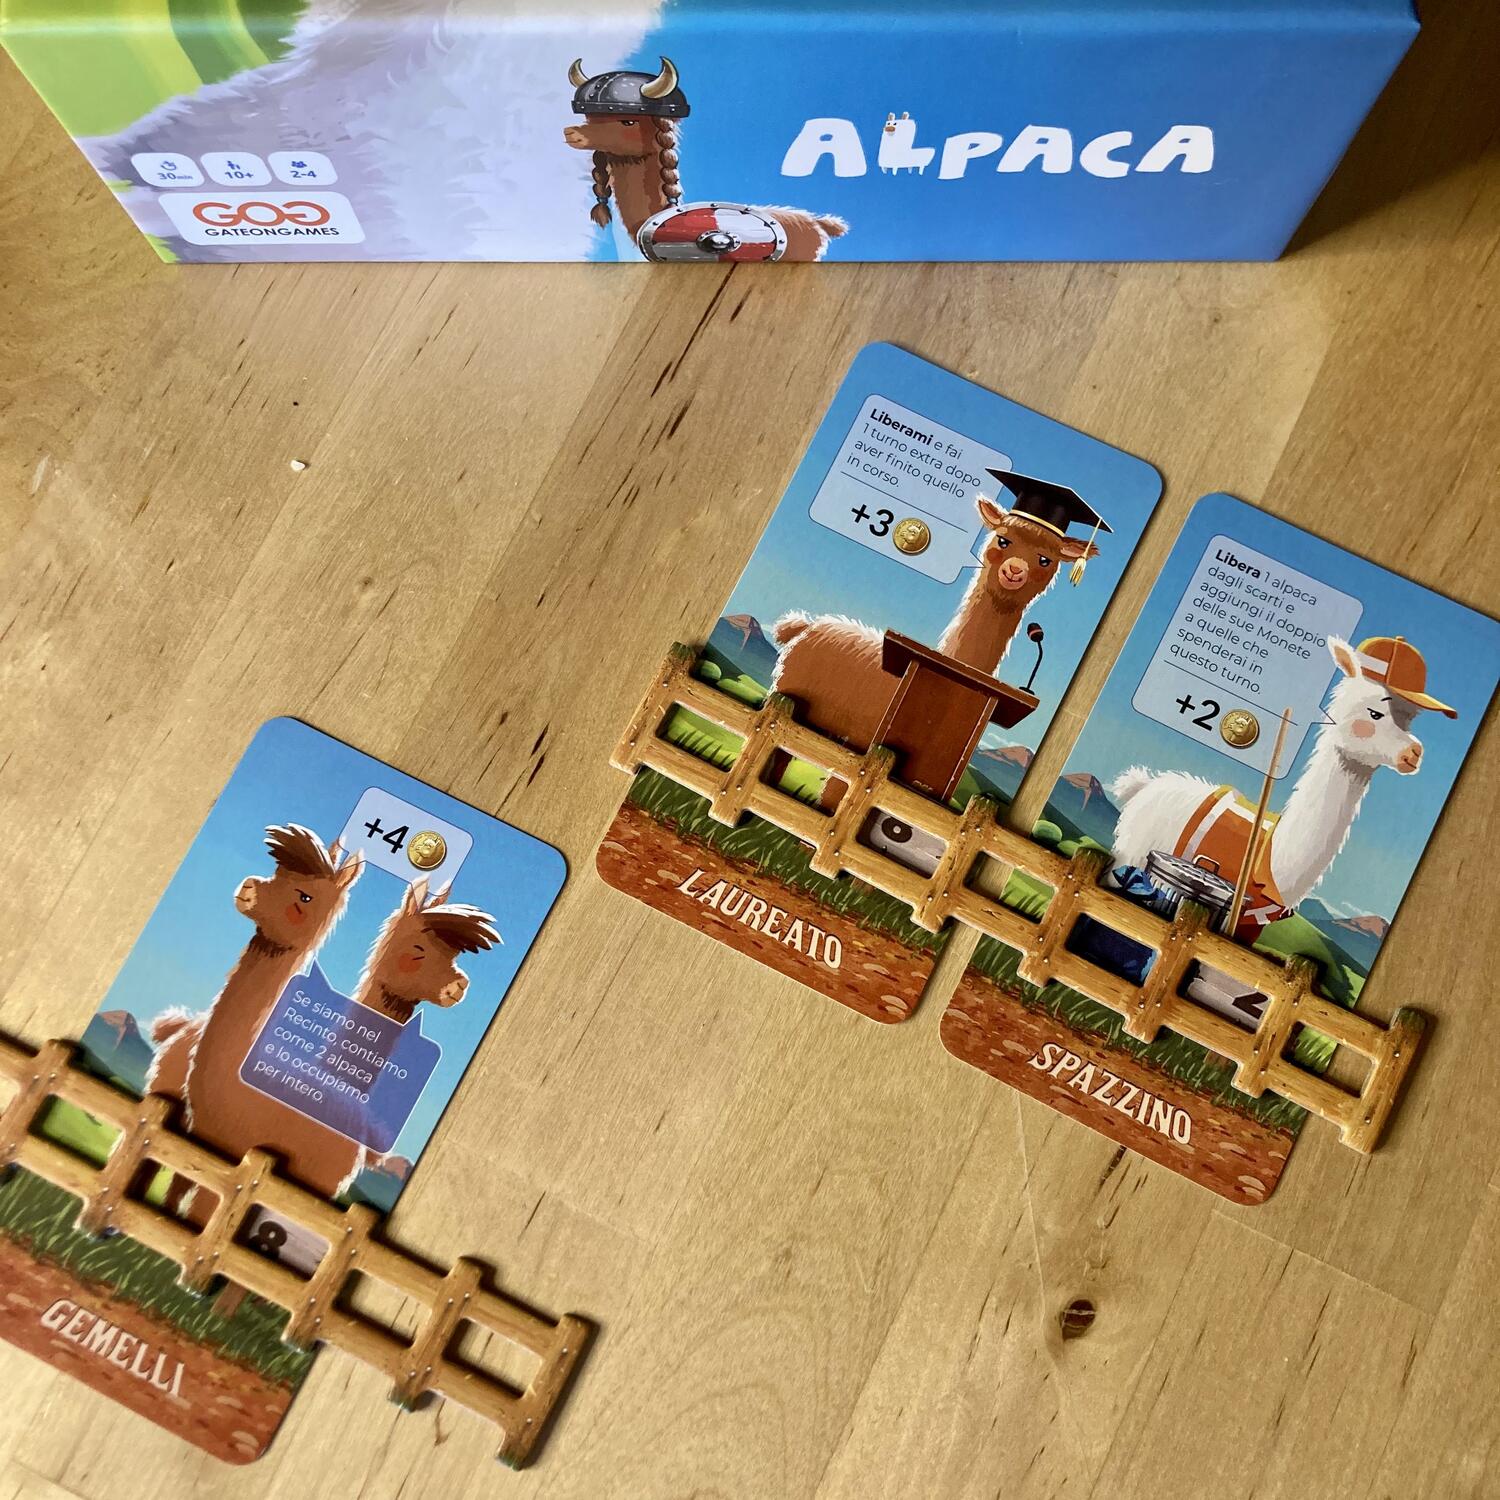 30min
10+
2-4
GOG
GATEONGAMES
ALPACA
Liberami e fai
1 turno extra dopo
aver finito quello
in corso.
+3
LAUREATO
Libera 1 alpaca
dagli scarti e
aggiungi il doppio
delle sue Monete
a quelle che
spenderai in
questo turno.
+2
2
SPAZZINO
+4
Se siamo nel
Recinto, contiamo
come 2 alpaca
e lo occupiamo
per intero.
8
GEMELLI